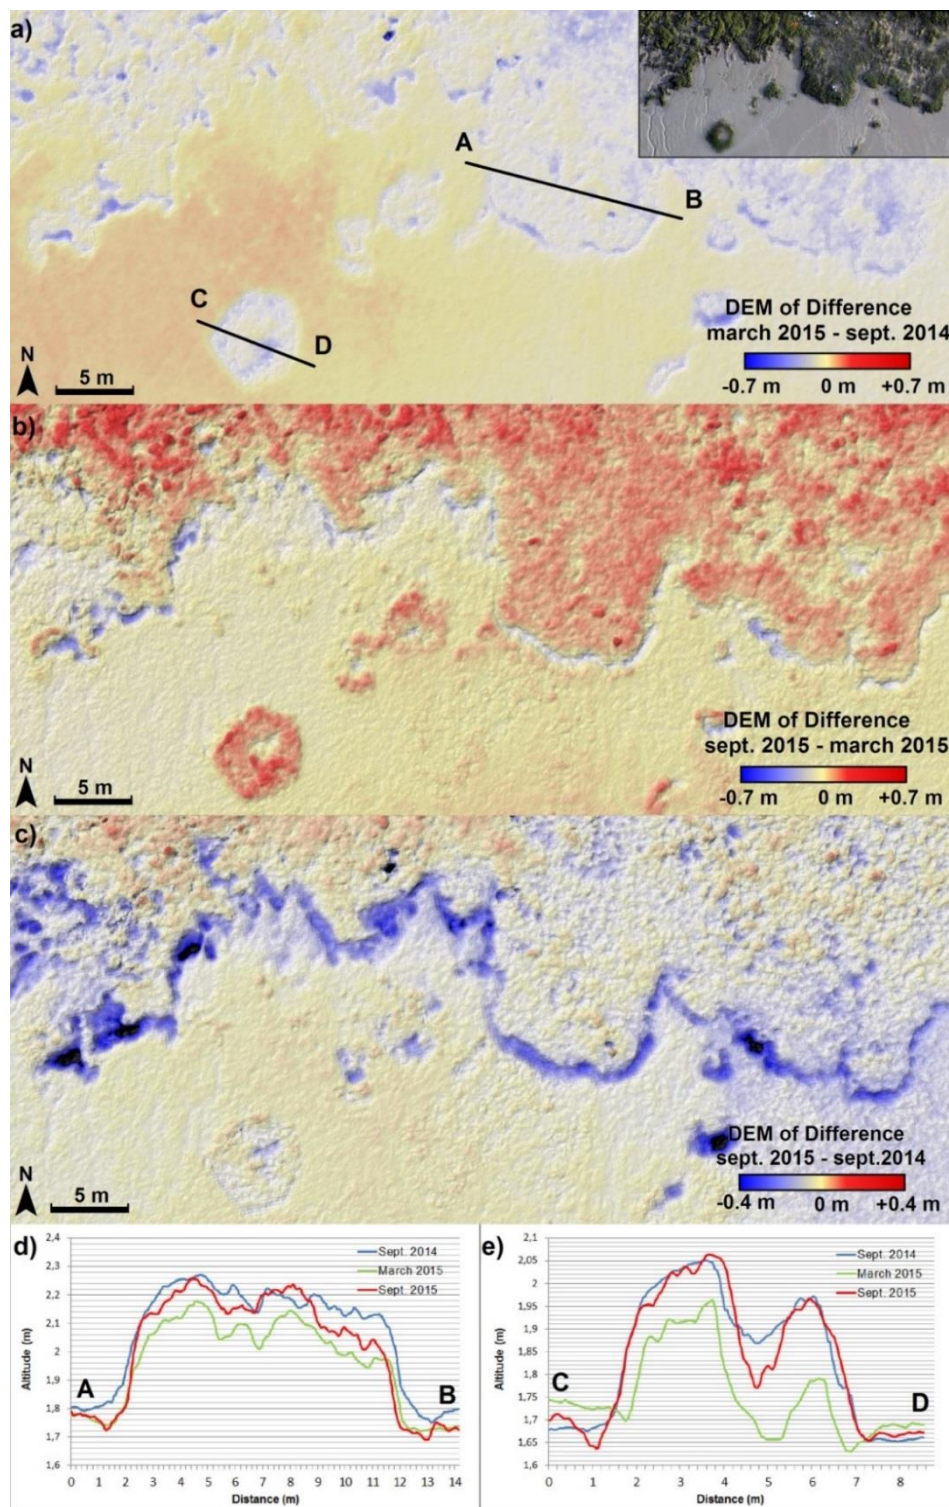 a)
A
B
C
D
DEM of Difference
march 2015 - sept. 2014
N
5 m
-0.7 m 0 m +0.7 m
b)
DEM of Difference
sept. 2015 - march 2015
N
5 m
-0.7 m 0 m +0.7 m
c)
DEM of Difference
sept. 2015 - sept.2014
N
5 m
-0.4 m 0 m +0.4 m
d)
2,4
2,3
2,2
2,1
2
1,9
1,8
1,7
1,6
Altitude (m)
Sept. 2014
March 2015
Sept. 2015
A
B
0 1 2 3 4 5 6 7 8 9 10 11 12 13 14
Distance (m)
e)
2,1
2,05
2
1,95
1,9
1,85
1,8
1,75
1,7
1,65
1,6
Altitude (m)
Sept. 2014
March 2015
Sept. 2015
C
D
0 1 2 3 4 5 6 7 8
Distance (m)